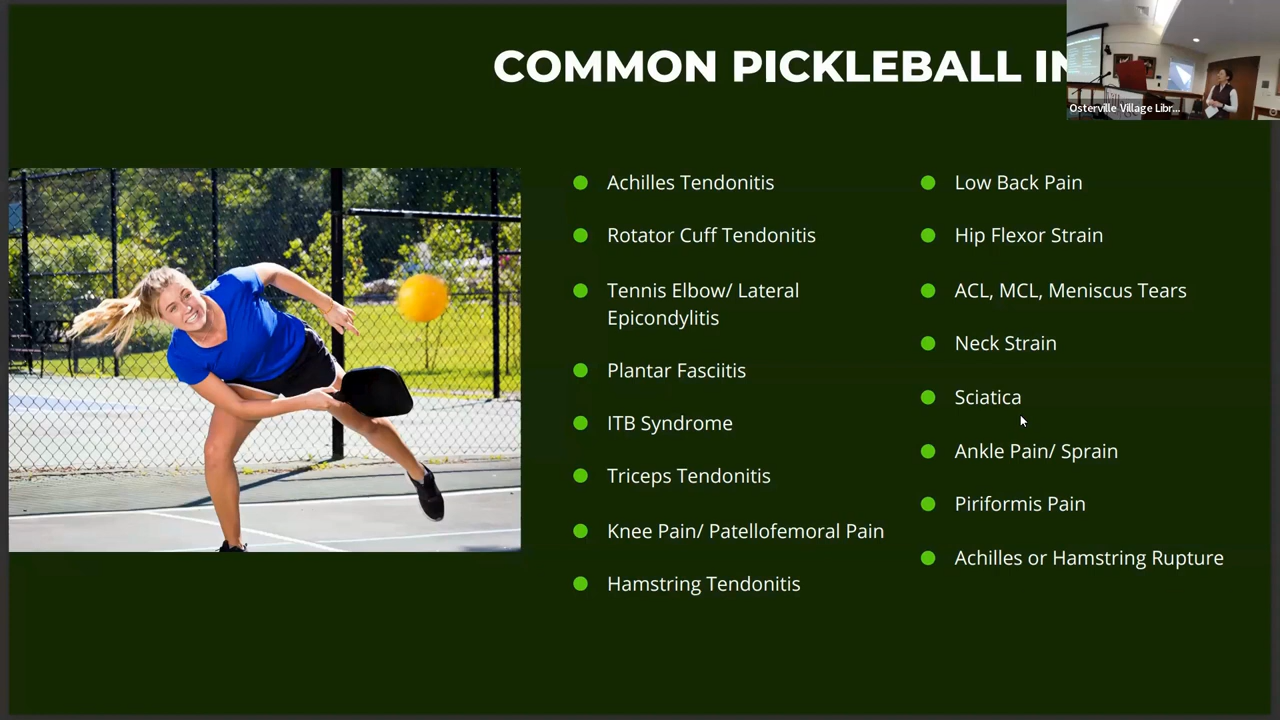 COMMON PICKLEBALL IN
Osterville Village Libr...
Achilles Tendonitis
Rotator Cuff Tendonitis
Tennis Elbow/ Lateral
Epicondylitis
Plantar Fasciitis
ITB Syndrome
Triceps Tendonitis
Knee Pain/ Patellofemoral Pain
Hamstring Tendonitis
Low Back Pain
Hip Flexor Strain
ACL, MCL, Meniscus Tears
Neck Strain
Sciatica
Ankle Pain/ Sprain
Piriformis Pain
Achilles or Hamstring Rupture